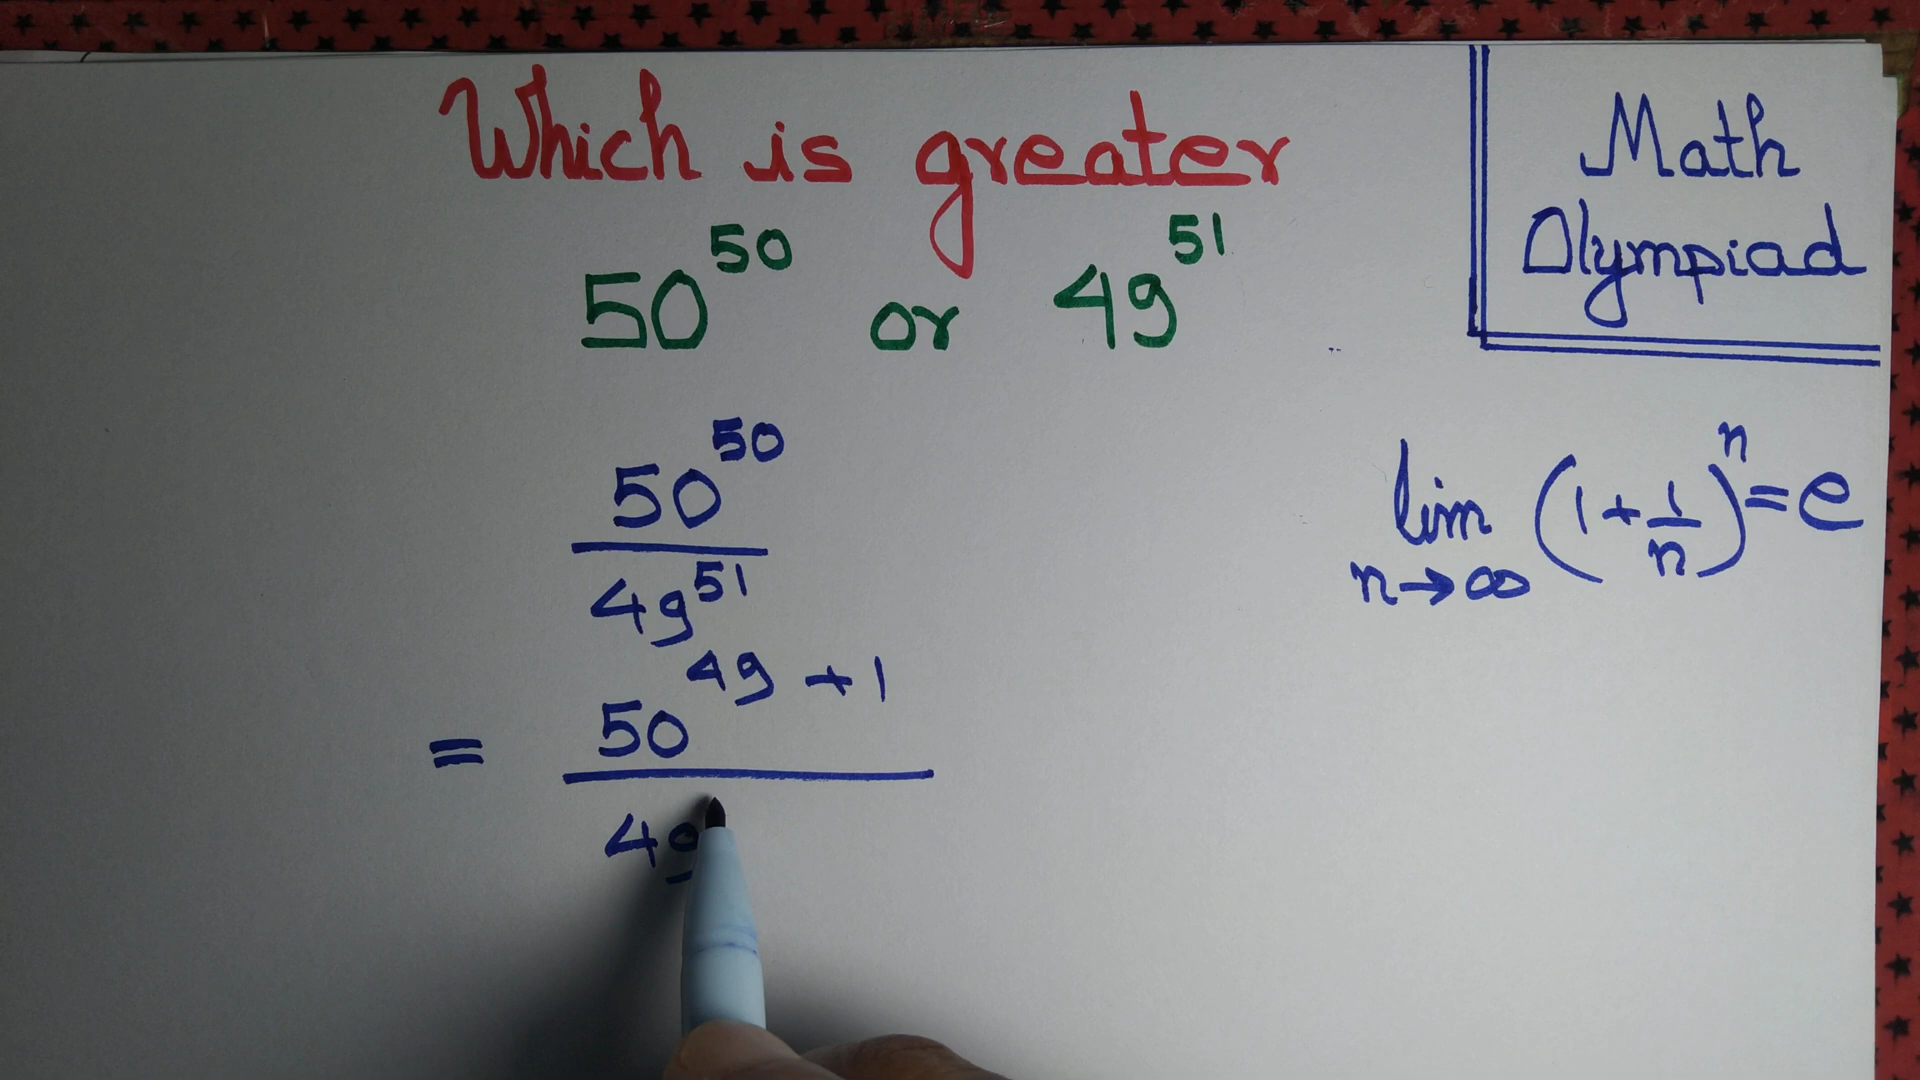 Which is greater
50^50 or 49^51
Math
Olympiad
50^50
49^51
lim (1+1/n)^n=e
n→∞
= 50^49+1
49